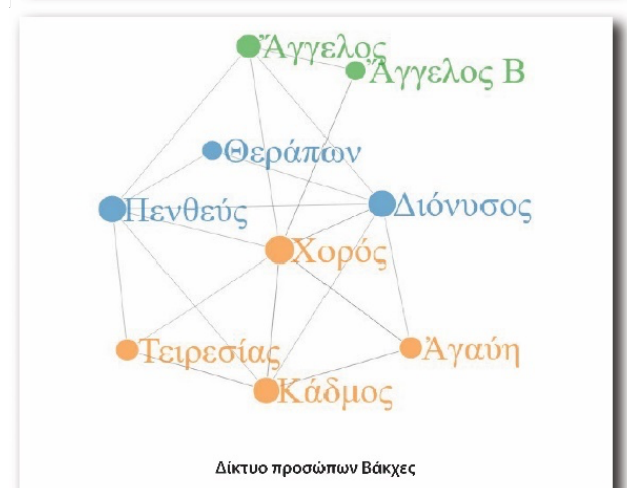 Ἄγγελος
Ἄγγελος Β
Θεράπων
Πενθεύς
Διόνυσος
Χορός
Τειρεσίας
Ἀγαύη
Κάδμος
Δίκτυο προσώπων Βάκχες